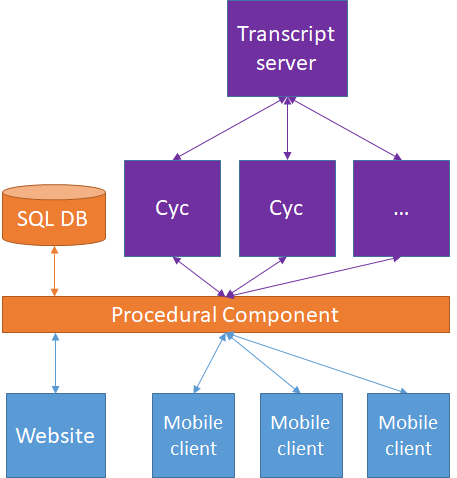 Transcript
server
Cyc
Cyc
...
SQL DB
Procedural Component
Website
Mobile
client
Mobile
client
Mobile
client